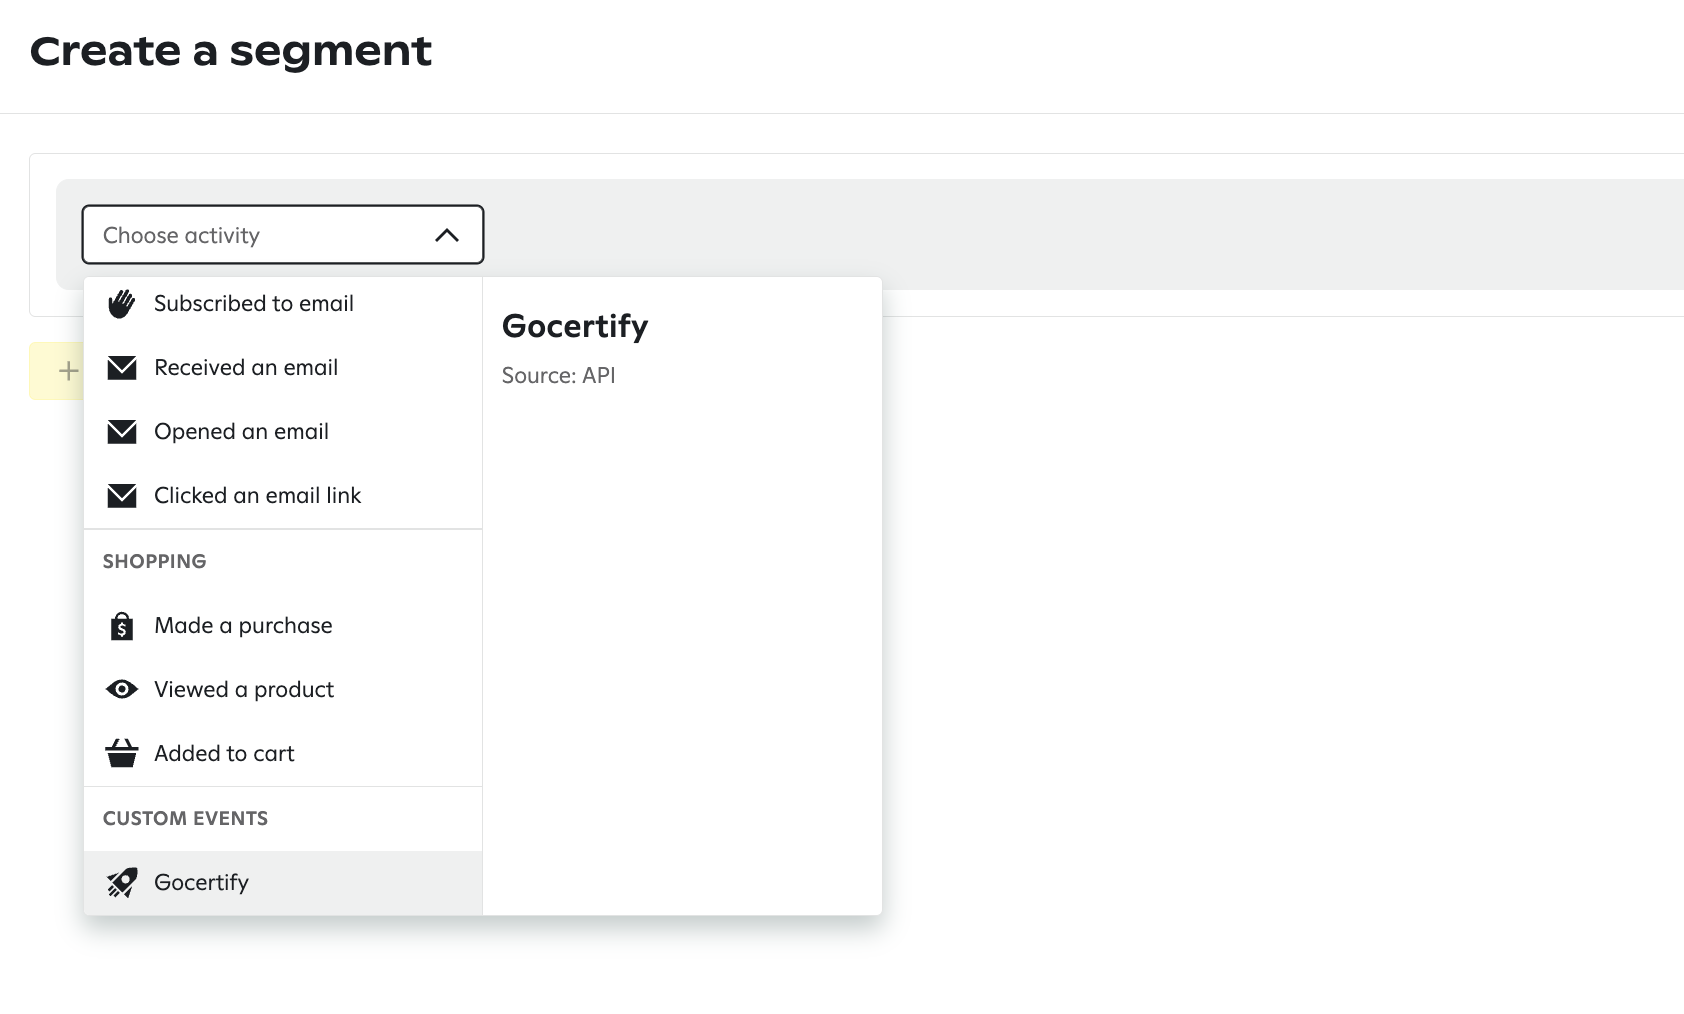 Create a segment
Choose activity
Subscribed to email
Received an email
Opened an email
Clicked an email link
SHOPPING
Made a purchase
Viewed a product
Added to cart
CUSTOM EVENTS
Gocertify
Gocertify
Source: API